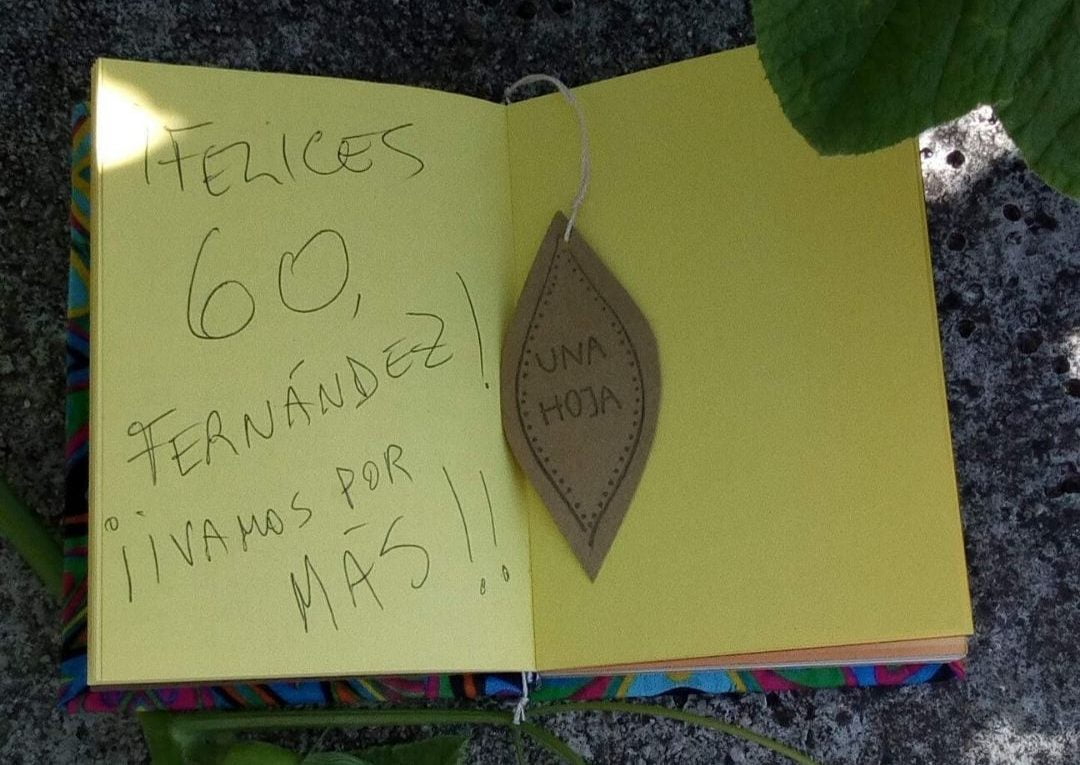 ¡FELICES
60,
FERNÁNDEZ!
¡¡VAMOS POR
MÁS!!
UNA
HOJA